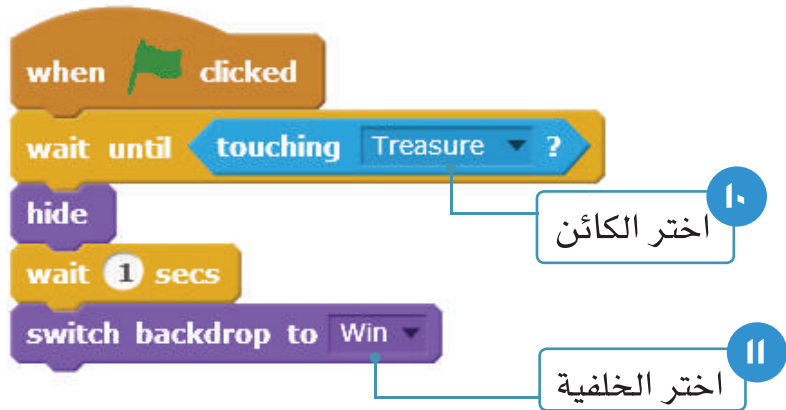 when clicked
wait until touching Treasure ?
hide
١٠
اختر الكائن
wait 1 secs
switch backdrop to Win
١١
اختر الخلفية